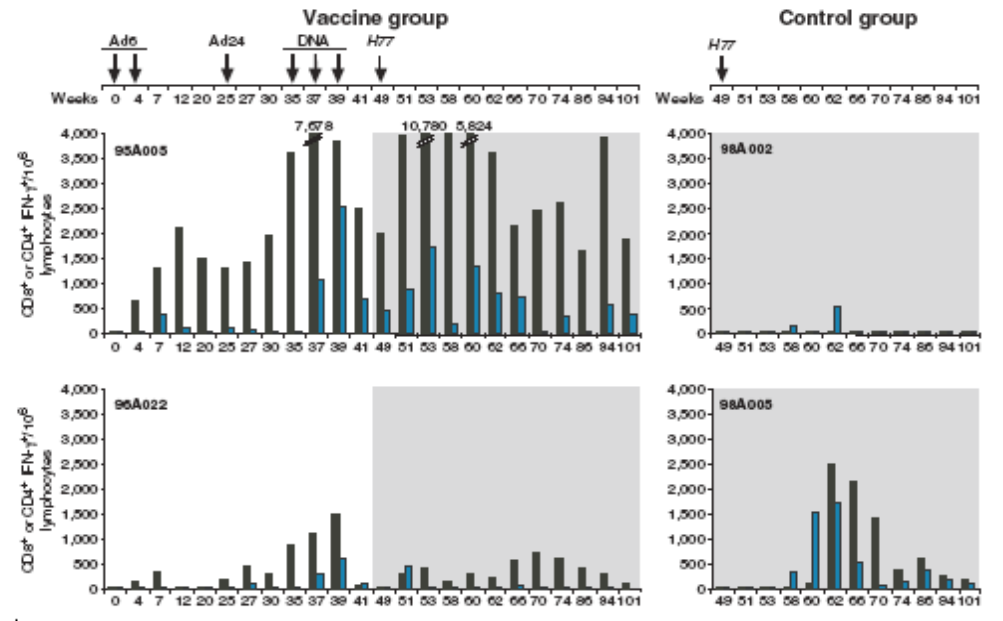 Vaccine group Control group
Ad6 Ad24 DNA H77 H77
Weeks 0 4 7 12 20 25 27 30 35 37 39 49 51 53 58 60 62 66 70 74 94 101 Weeks 49 51 53 58 60 62 66 70 74 86 94 101
7,678 10,780 5,824
CD8+ or CD4+ IFN-γ+/10⁶ lymphocytes
4,000
3,500
3,000
2,500
2,000
1,500
1,000
500
0
95A005
0 4 7 12 20 25 27 30 35 37 39 41 49 51 53 58 60 62 66 70 74 86 94 101
4,000
3,500
3,000
2,500
2,000
1,500
1,000
500
0
98A002
49 51 53 58 60 62 66 70 74 86 94 101
CD8+ or CD4+ IFN-γ+/10⁶ lymphocytes
4,000
3,500
3,000
2,500
2,000
1,500
1,000
500
0
96A022
0 4 7 12 20 25 27 30 35 37 39 41 49 51 53 58 60 62 66 70 74 86 94 101
4,000
3,500
3,000
2,500
2,000
1,500
1,000
500
0
98A005
49 51 53 58 60 62 66 70 74 86 94 101